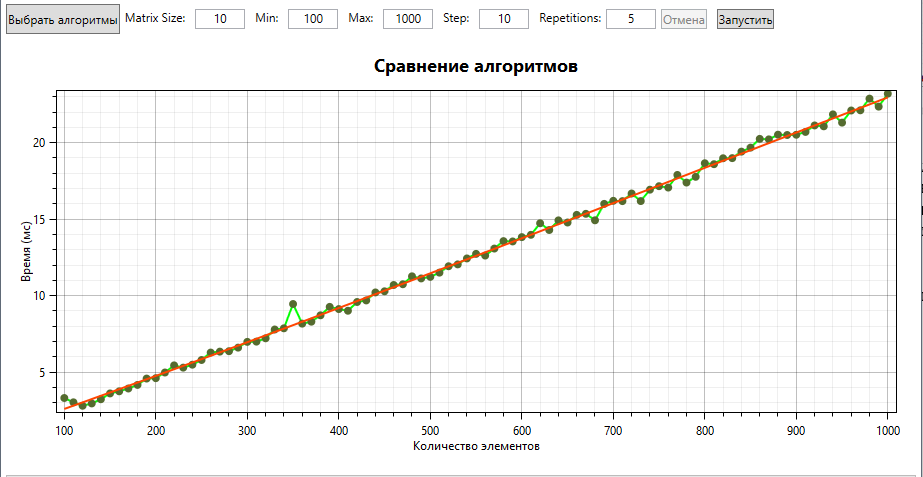 Выбрать алгоритмы Matrix Size: 10 Min: 100 Max: 1000 Step: 10 Repetitions: 5 Отмена Запустить
Сравнение алгоритмов
Время (мс)
20
15
10
5
100 200 300 400 500 600 700 800 900 1000
Количество элементов